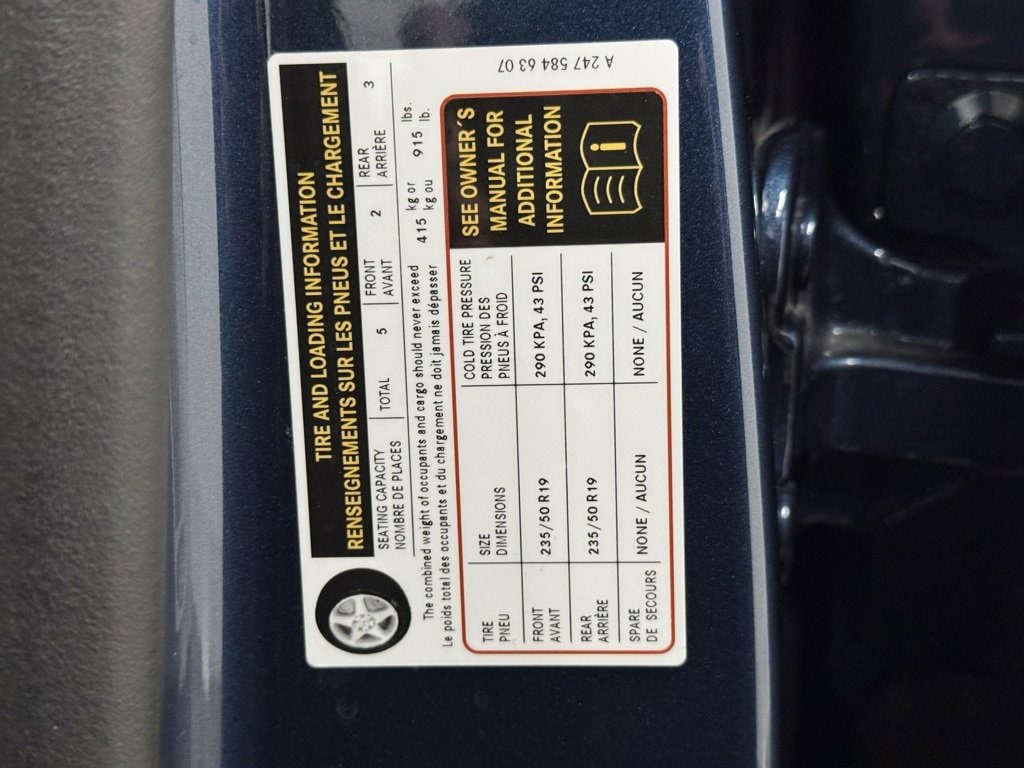 A 247 584 63 07
TIRE AND LOADING INFORMATION
RENSEIGNEMENTS SUR LES PNEUS ET LE CHARGEMENT
SEATING CAPACITY TOTAL 5 FRONT 2 REAR 3
NOMBRE DE PLACES AVANT ARRIÈRE
The combined weight of occupants and cargo should never exceed 415 kg or 915 lbs.
Le poids total des occupants et du chargement ne doit jamais dépasser kg ou lb.
TIRE SIZE COLD TIRE PRESSURE
PNEU DIMENSIONS PRESSION DES
PNEUS À FROID
FRONT 235/50 R19 290 KPA, 43 PSI
AVANT
REAR 235/50 R19 290 KPA, 43 PSI
ARRIÈRE
SPARE NONE / AUCUN NONE / AUCUN
DE SECOURS
SEE OWNER'S
MANUAL FOR
ADDITIONAL
INFORMATION
i